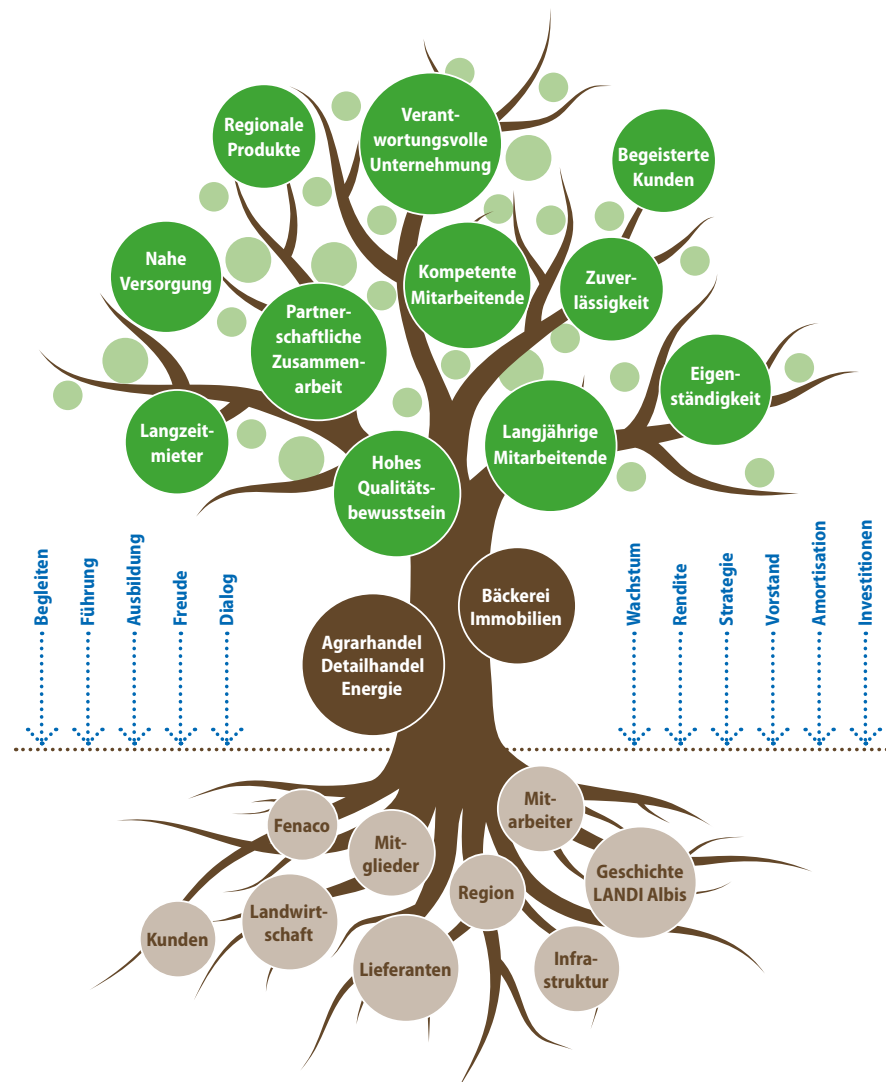 Regionale
Produkte
Verant-
wortungsvolle
Unternehmung
Begeisterte
Kunden
Nahe
Versorgung
Kompetente
Mitarbeitende
Zuver-
lässigkeit
Partner-
schaftliche
Zusammen-
arbeit
Eigen-
ständigkeit
Langzeit-
mieter
Langjährige
Mitarbeitende
Hohes
Qualitäts-
bewusstsein
Begleiten
Führung
Ausbildung
Freude
Dialog
Bäckerei
Immobilien
Agrarhandel
Detailhandel
Energie
Wachstum
Rendite
Strategie
Vorstand
Amortisation
Investitionen
Fenaco
Mit-
glieder
Mit-
arbeiter
Geschichte
LANDI Albis
Region
Landwirt-
schaft
Kunden
Lieferanten
Infra-
struktur